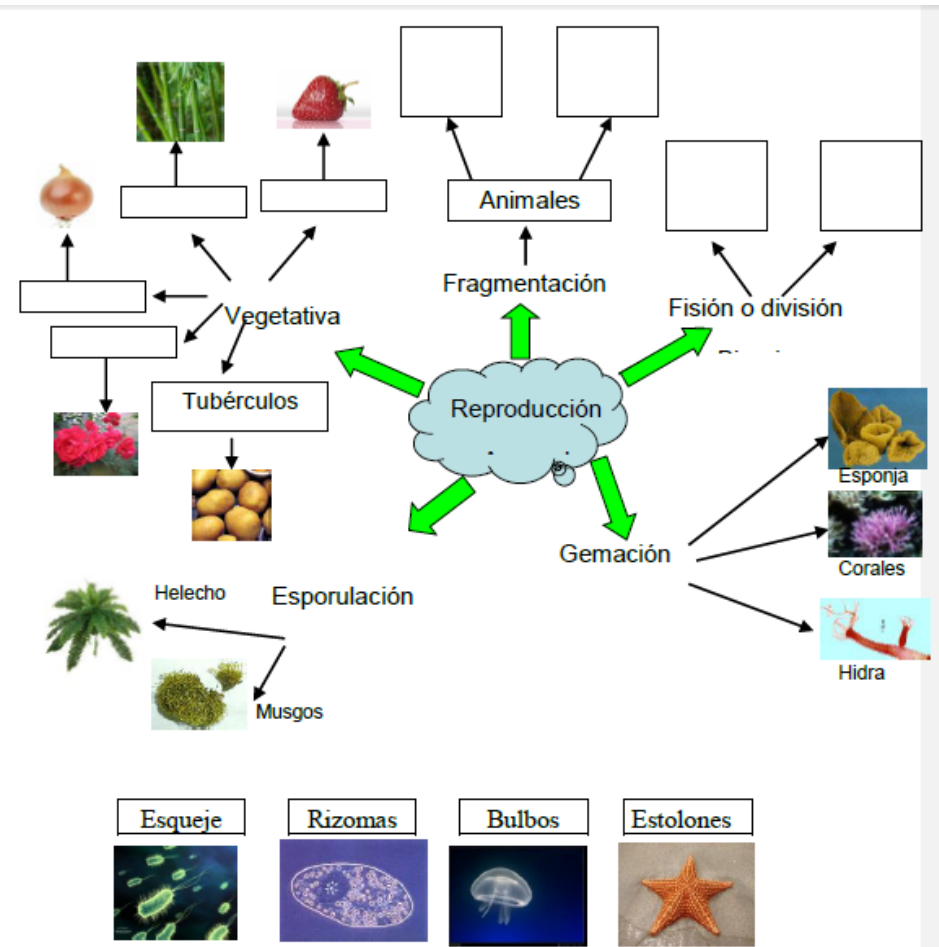 Animales
Fragmentación
Fisión o división
Vegetativa
Tubérculos
Reproducción
Esponja
Gemación
Corales
Helecho
Esporulación
Hidra
Musgos
Esqueje
Rizomas
Bulbos
Estolones